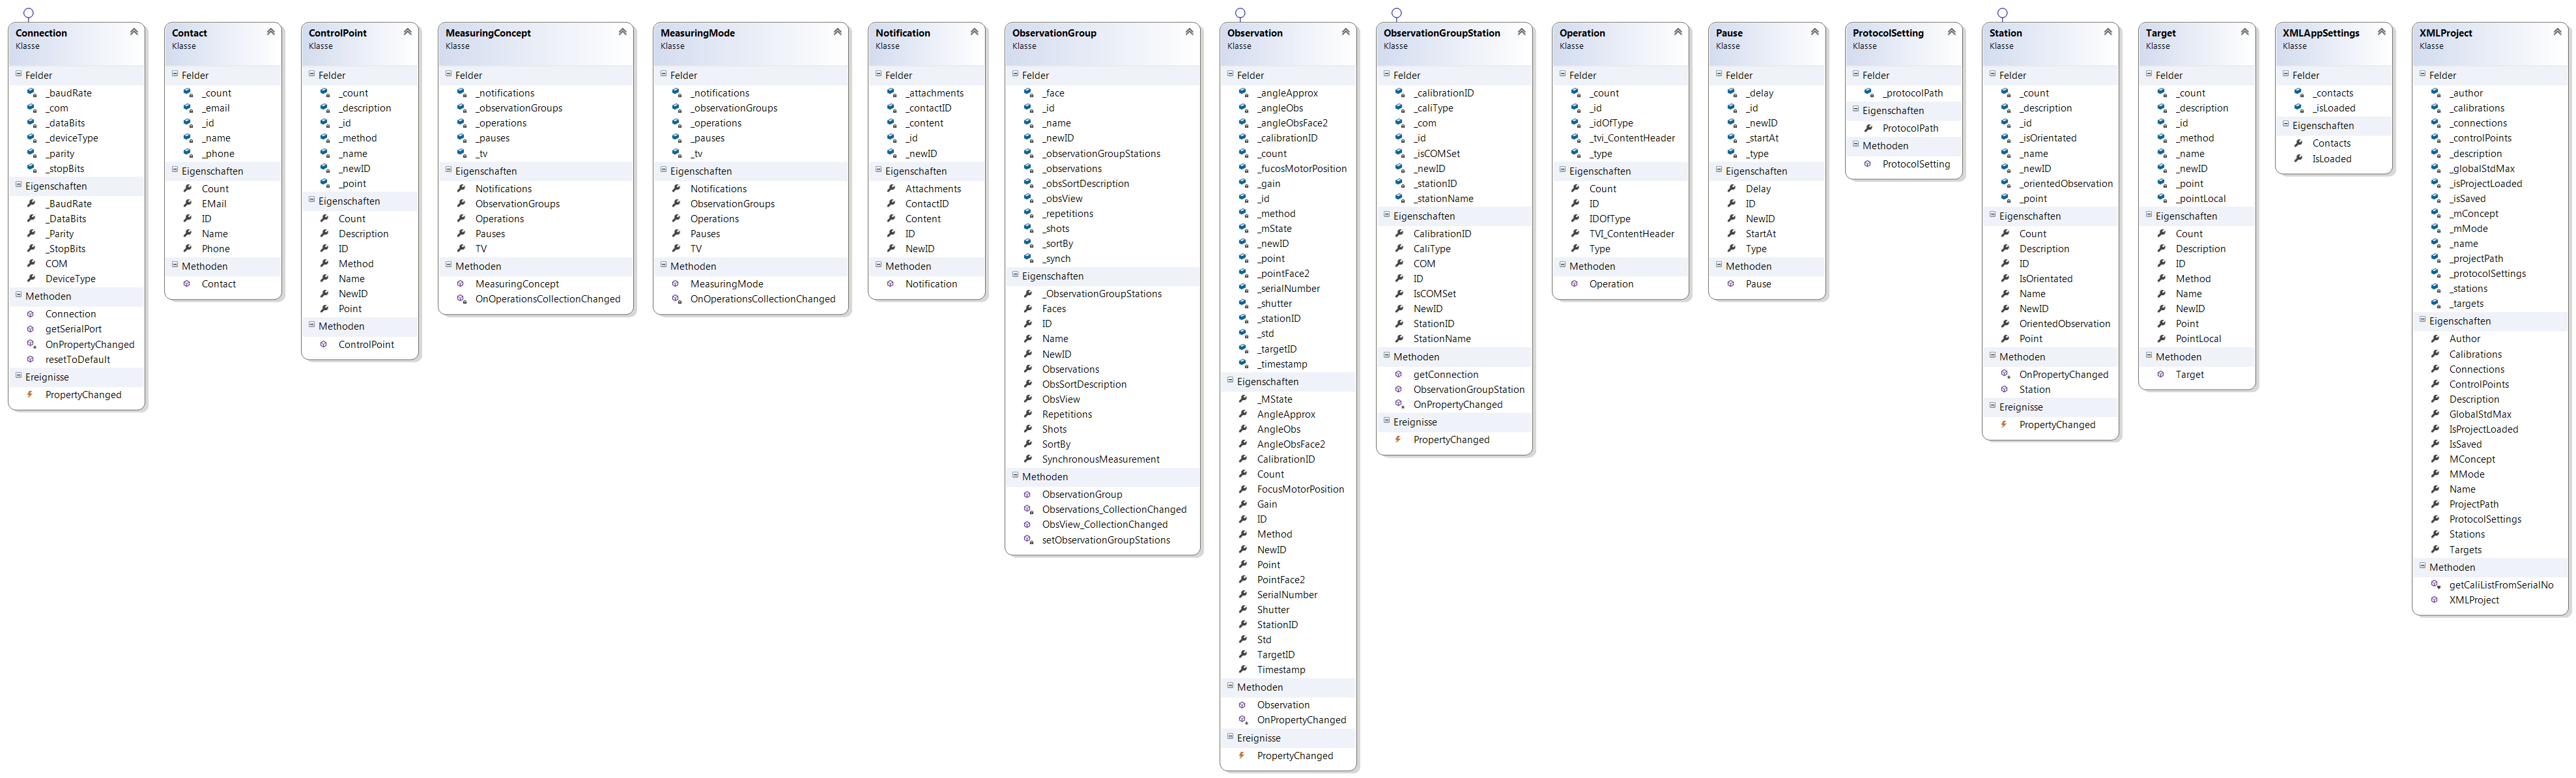 Connection
Klasse
Felder
_baudRate
_com
_dataBits
_deviceType
_parity
_stopBits
Eigenschaften
_BaudRate
_DataBits
_Parity
_StopBits
COM
DeviceType
Methoden
Connection
getSerialPort
OnPropertyChanged
resetToDefault
Ereignisse
PropertyChanged
Contact
Klasse
Felder
_count
_email
_id
_name
_phone
Eigenschaften
Count
EMail
ID
Name
Phone
Methoden
Contact
ControlPoint
Klasse
Felder
_count
_description
_id
_method
_name
_newID
_point
Eigenschaften
Count
Description
ID
Method
Name
NewID
Point
Methoden
ControlPoint
MeasuringConcept
Klasse
Felder
_notifications
_observationGroups
_operations
_pauses
_tv
Eigenschaften
Notifications
ObservationGroups
Operations
Pauses
TV
Methoden
MeasuringConcept
OnOperationsCollectionChanged
MeasuringMode
Klasse
Felder
_notifications
_observationGroups
_operations
_pauses
_tv
Eigenschaften
Notifications
ObservationGroups
Operations
Pauses
TV
Methoden
MeasuringMode
OnOperationsCollectionChanged
Notification
Klasse
Felder
_attachments
_contactID
_content
_id
_newID
Eigenschaften
Attachments
ContactID
Content
ID
NewID
Methoden
Notification
ObservationGroup
Klasse
Felder
_face
_id
_name
_newID
_observationGroupStations
_observations
_obsSortDescription
_obsView
_repetitions
_shots
_sortBy
_synch
Eigenschaften
_ObservationGroupStations
Faces
ID
Name
NewID
Observations
ObsSortDescription
ObsView
Repetitions
Shots
SortBy
SynchronousMeasurement
Methoden
ObservationGroup
Observations_CollectionChanged
ObsView_CollectionChanged
setObservationGroupStations
Observation
Klasse
Felder
_angleApprox
_angleObs
_angleObsFace2
_calibrationID
_count
_fucosMotorPosition
_gain
_id
_method
_mState
_newID
_point
_pointFace2
_serialNumber
_shutter
_stationID
_std
_targetID
_timestamp
Eigenschaften
_MState
AngleApprox
AngleObs
AngleObsFace2
CalibrationID
Count
FocusMotorPosition
Gain
ID
Method
NewID
Point
PointFace2
SerialNumber
Shutter
StationID
Std
TargetID
Timestamp
Methoden
Observation
OnPropertyChanged
Ereignisse
PropertyChanged
ObservationGroupStation
Klasse
Felder
_calibrationID
_caliType
_com
_id
_isCOMSet
_newID
_stationID
_stationName
Eigenschaften
CalibrationID
CaliType
COM
ID
IsCOMSet
NewID
StationID
StationName
Methoden
getConnection
ObservationGroupStation
OnPropertyChanged
Ereignisse
PropertyChanged
Operation
Klasse
Felder
_count
_id
_idOfType
_tvi_ContentHeader
_type
Eigenschaften
Count
ID
IDOfType
TVI_ContentHeader
Type
Methoden
Operation
Pause
Klasse
Felder
_delay
_id
_newID
_startAt
_type
Eigenschaften
Delay
ID
NewID
StartAt
Type
Methoden
Pause
ProtocolSetting
Klasse
Felder
_protocolPath
Eigenschaften
ProtocolPath
Methoden
ProtocolSetting
Station
Klasse
Felder
_count
_description
_id
_isOrientated
_name
_newID
_orientedObservation
_point
Eigenschaften
Count
Description
ID
IsOrientated
Name
NewID
OrientedObservation
Point
Methoden
OnPropertyChanged
Station
Ereignisse
PropertyChanged
Target
Klasse
Felder
_count
_description
_id
_method
_name
_newID
_point
_pointLocal
Eigenschaften
Count
Description
ID
Method
Name
NewID
Point
PointLocal
Methoden
Target
XMLAppSettings
Klasse
Felder
_contacts
_isLoaded
Eigenschaften
Contacts
IsLoaded
XMLProject
Klasse
Felder
_author
_calibrations
_connections
_controlPoints
_description
_globalStdMax
_isProjectLoaded
_isSaved
_mConcept
_mMode
_name
_projectPath
_protocolSettings
_stations
_targets
Eigenschaften
Author
Calibrations
Connections
ControlPoints
Description
GlobalStdMax
IsProjectLoaded
IsSaved
MConcept
MMode
Name
ProjectPath
ProtocolSettings
Stations
Targets
Methoden
getCaliListFromSerialNo
XMLProject